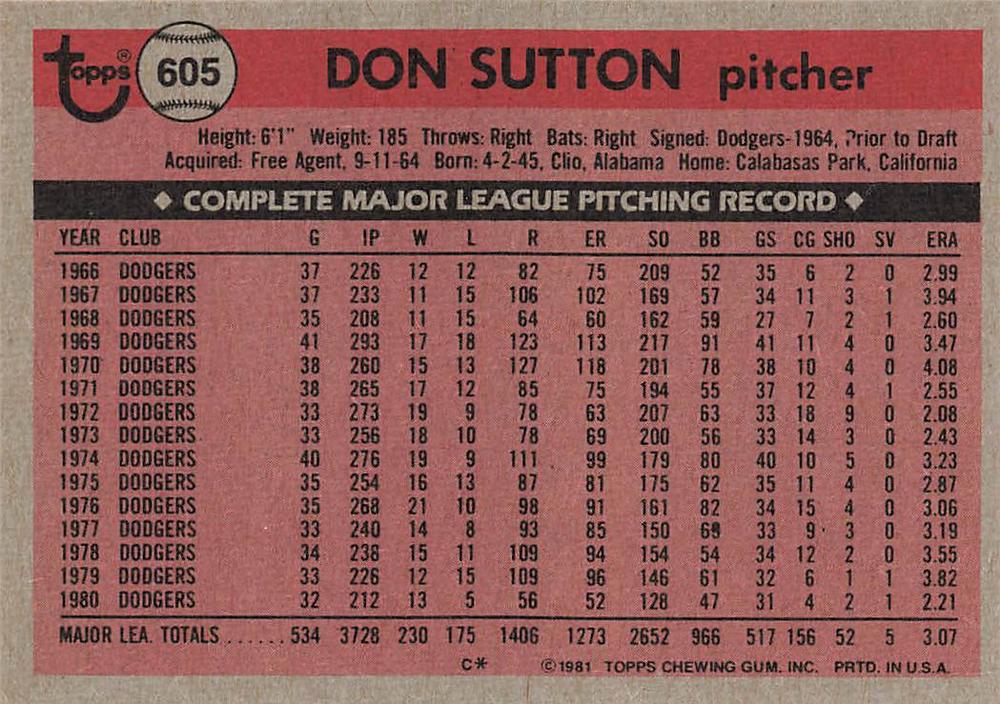 Topps® 605 DON SUTTON pitcher
Height: 6'1" Weight: 185 Throws: Right Bats: Right Signed: Dodgers-1964, Prior to Draft
Acquired: Free Agent, 9-11-64 Born: 4-2-45, Clio, Alabama Home: Calabasas Park, California
◆ COMPLETE MAJOR LEAGUE PITCHING RECORD ◆
YEAR CLUB G IP W L R ER SO BB GS CG SHO SV ERA
1966 DODGERS 37 226 12 12 82 75 209 52 35 6 2 0 2.99
1967 DODGERS 37 233 11 15 106 102 169 57 34 11 3 1 3.94
1968 DODGERS 35 208 11 15 64 60 162 59 27 7 2 1 2.60
1969 DODGERS 41 293 17 18 123 113 217 91 41 11 4 0 3.47
1970 DODGERS 38 260 15 13 127 118 201 78 38 10 4 0 4.08
1971 DODGERS 38 265 17 12 85 75 194 55 37 12 4 1 2.55
1972 DODGERS 33 273 19 9 78 63 207 63 33 18 9 0 2.08
1973 DODGERS 33 256 18 10 78 69 200 56 33 14 3 0 2.43
1974 DODGERS 40 276 19 9 111 99 179 80 40 10 5 0 3.23
1975 DODGERS 35 254 16 13 87 81 175 62 35 11 4 0 2.87
1976 DODGERS 35 268 21 10 98 91 161 82 34 15 4 0 3.06
1977 DODGERS 33 240 14 8 93 85 150 69 33 9 3 0 3.19
1978 DODGERS 34 238 15 11 109 94 154 54 34 12 2 0 3.55
1979 DODGERS 33 226 12 15 109 96 146 61 32 6 1 1 3.82
1980 DODGERS 32 212 13 5 56 52 128 47 31 4 2 1 2.21
MAJOR LEA. TOTALS ...... 534 3728 230 175 1406 1273 2652 966 517 156 52 5 3.07
C* ©1981 TOPPS CHEWING GUM, INC. PRTD. IN U.S.A.